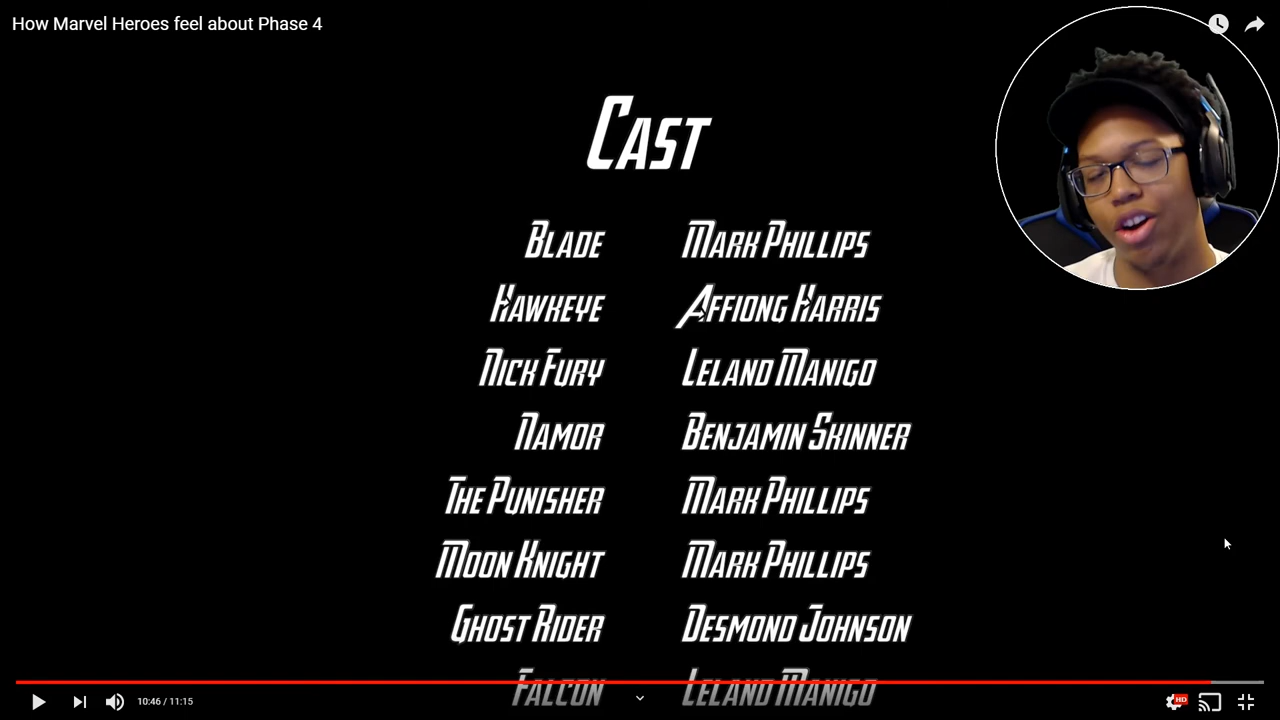 How Marvel Heroes feel about Phase 4
Cast
Blade Mark Phillips
Hawkeye Affiong Harris
Nick Fury Leland Manigo
Namor Benjamin Skinner
The Punisher Mark Phillips
Moon Knight Mark Phillips
Ghost Rider Desmond Johnson
Falcon Leland Manigo
10:46 / 11:15
HD